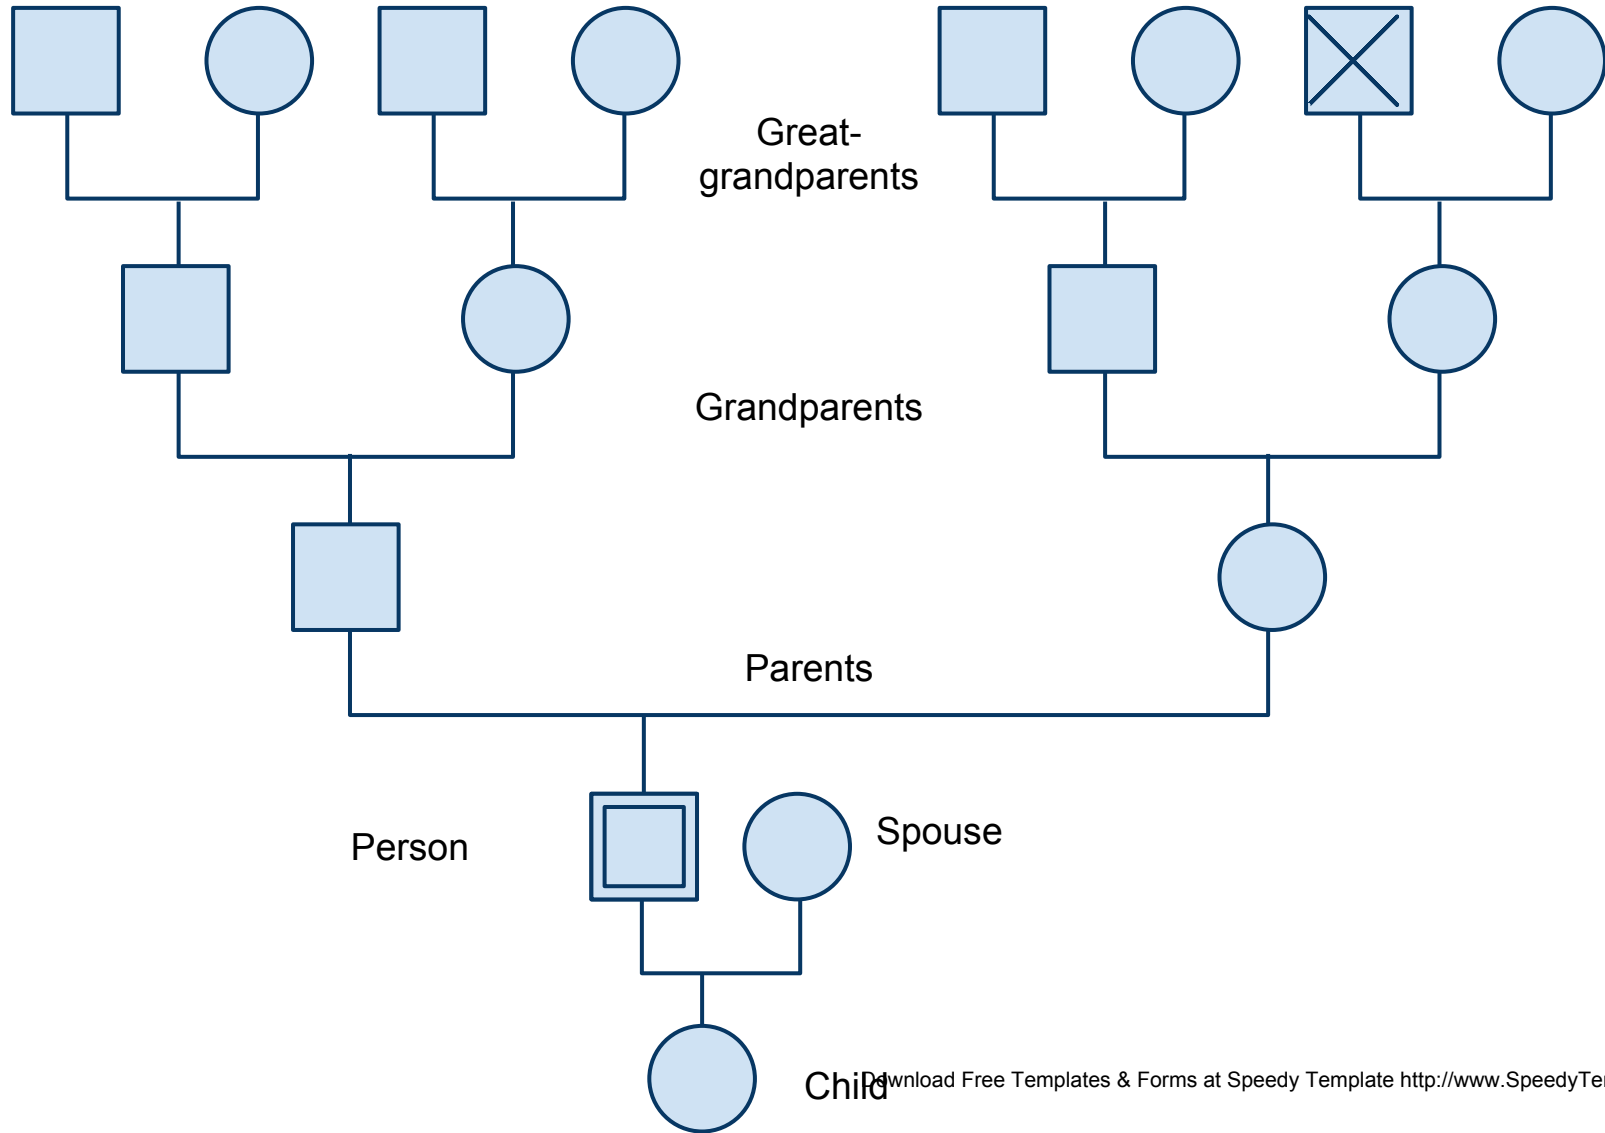 Great-
grandparents
Grandparents
Parents
Person
Spouse
Child
Download Free Templates & Forms at Speedy Template http://www.SpeedyTe